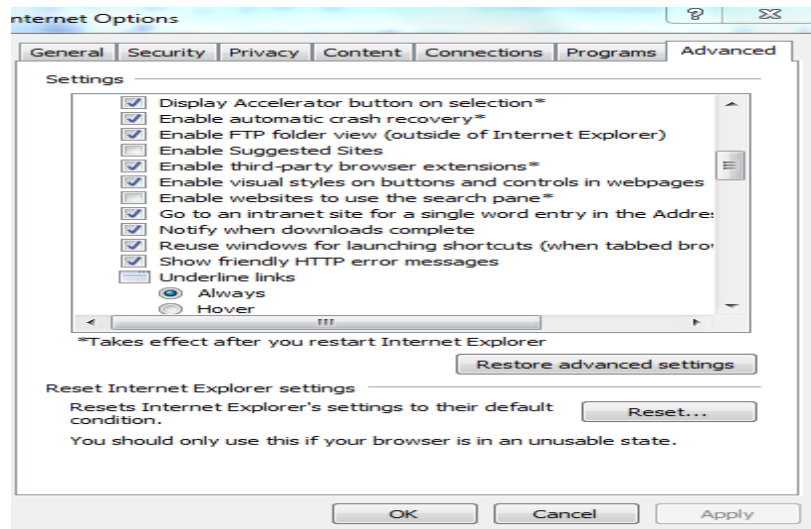 nternet Options
General Security Privacy Content Connections Programs Advanced
Settings
Display Accelerator button on selection*
Enable automatic crash recovery*
Enable FTP folder view (outside of Internet Explorer)
Enable Suggested Sites
Enable third-party browser extensions*
Enable visual styles on buttons and controls in webpages
Enable websites to use the search pane*
Go to an intranet site for a single word entry in the Addre
Notify when downloads complete
Reuse windows for launching shortcuts (when tabbed bro
Show friendly HTTP error messages
Underline links
Always
Hover
*Takes effect after you restart Internet Explorer
Restore advanced settings
Reset Internet Explorer settings
Resets Internet Explorer's settings to their default
condition.
Reset...
You should only use this if your browser is in an unusable state.
OK Cancel Apply